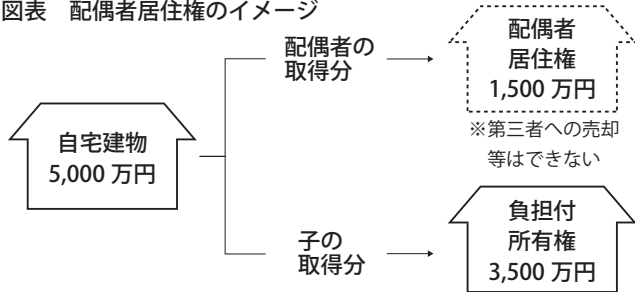 図表　配偶者居住権のイメージ
自宅建物
5,000 万円
配偶者の
取得分
配偶者
居住権
1,500 万円
※第三者への売却
等はできない
子の
取得分
負担付
所有権
3,500 万円